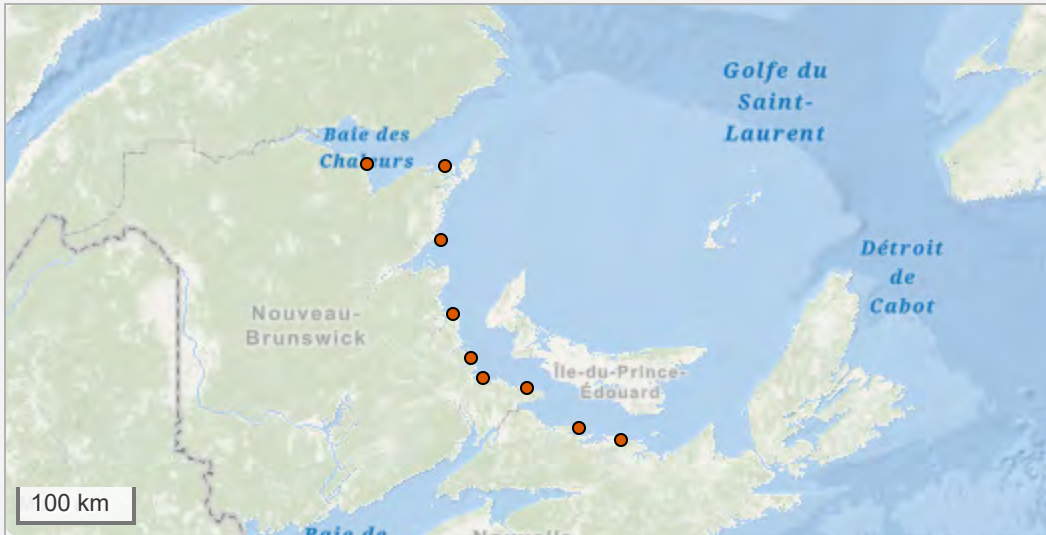 Golfe du
Saint-
Laurent
Baie des
Chaleurs
Détroit
de
Cabot
Nouveau-
Brunswick
Île-du-Prince-
Édouard
100 km
Baie de
Nouvelle